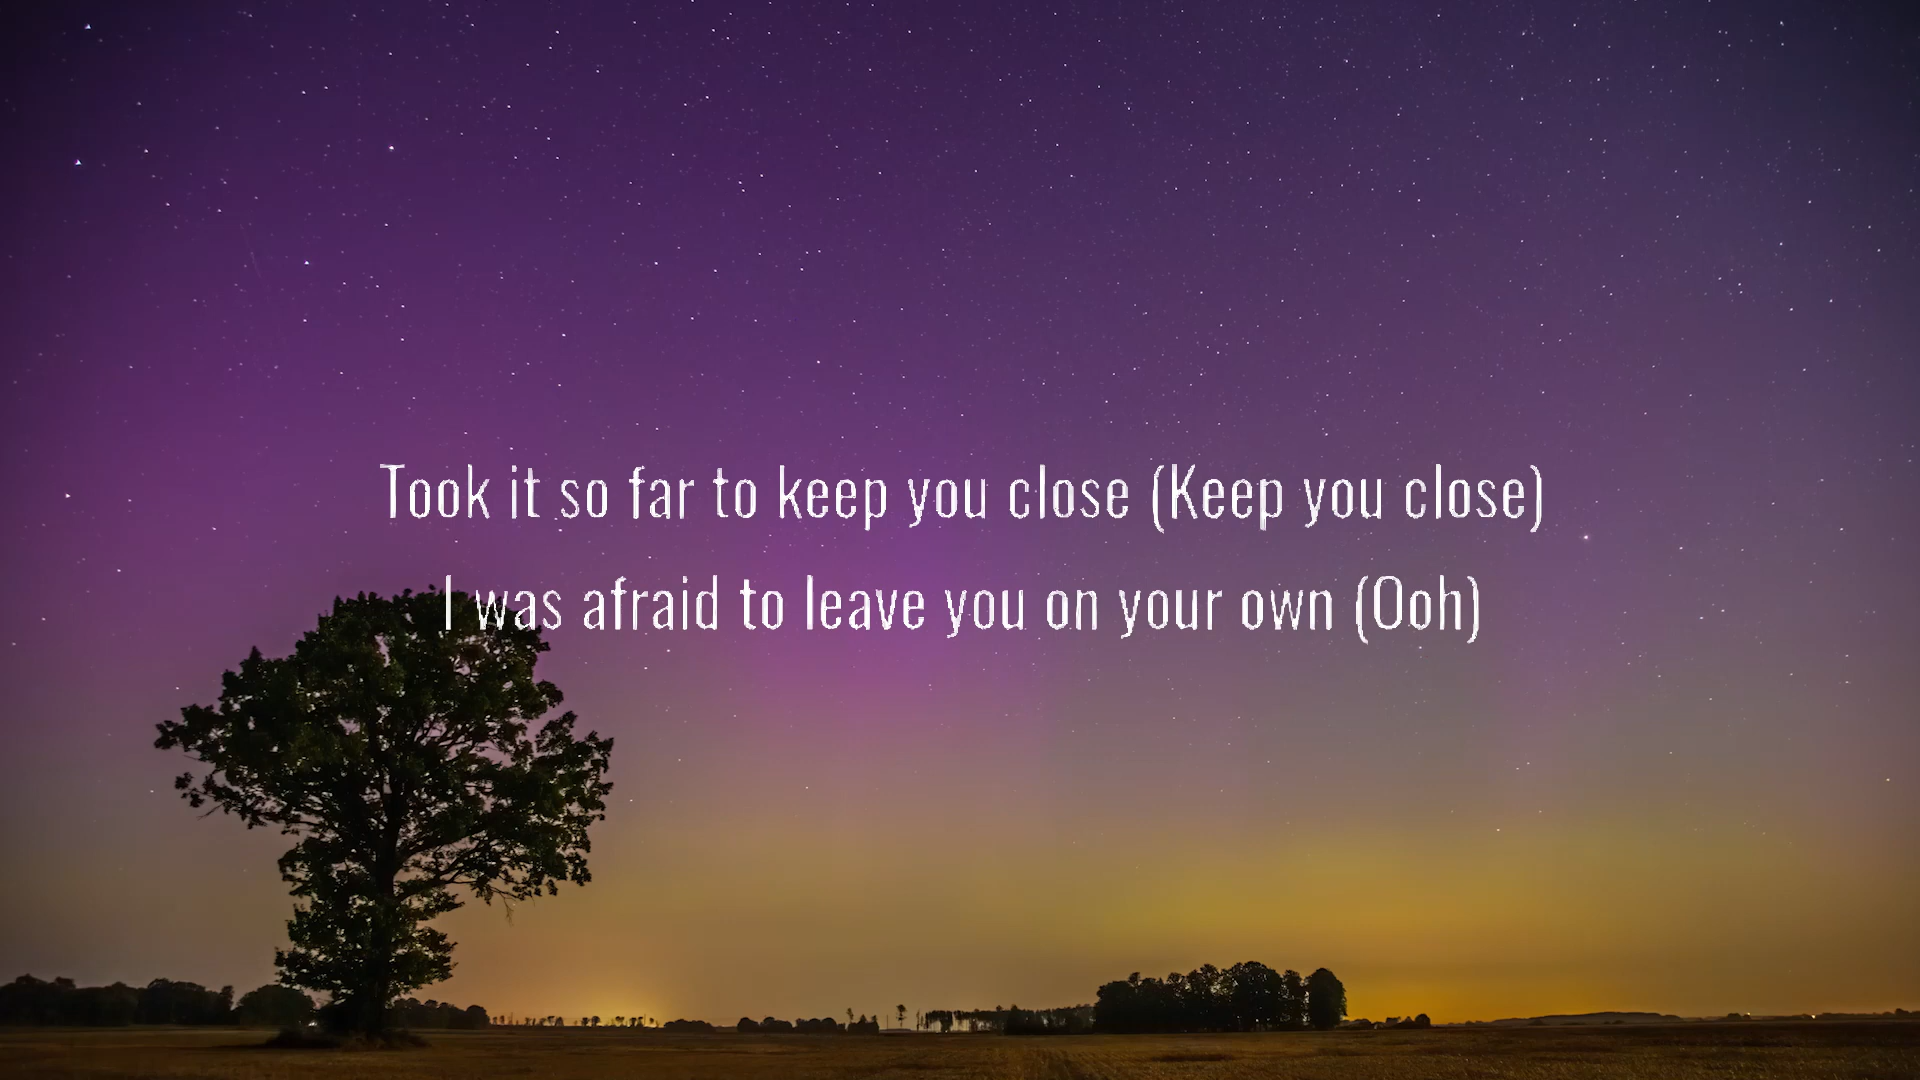 Took it so far to keep you close (Keep you close)
I was afraid to leave you on your own (Ooh)